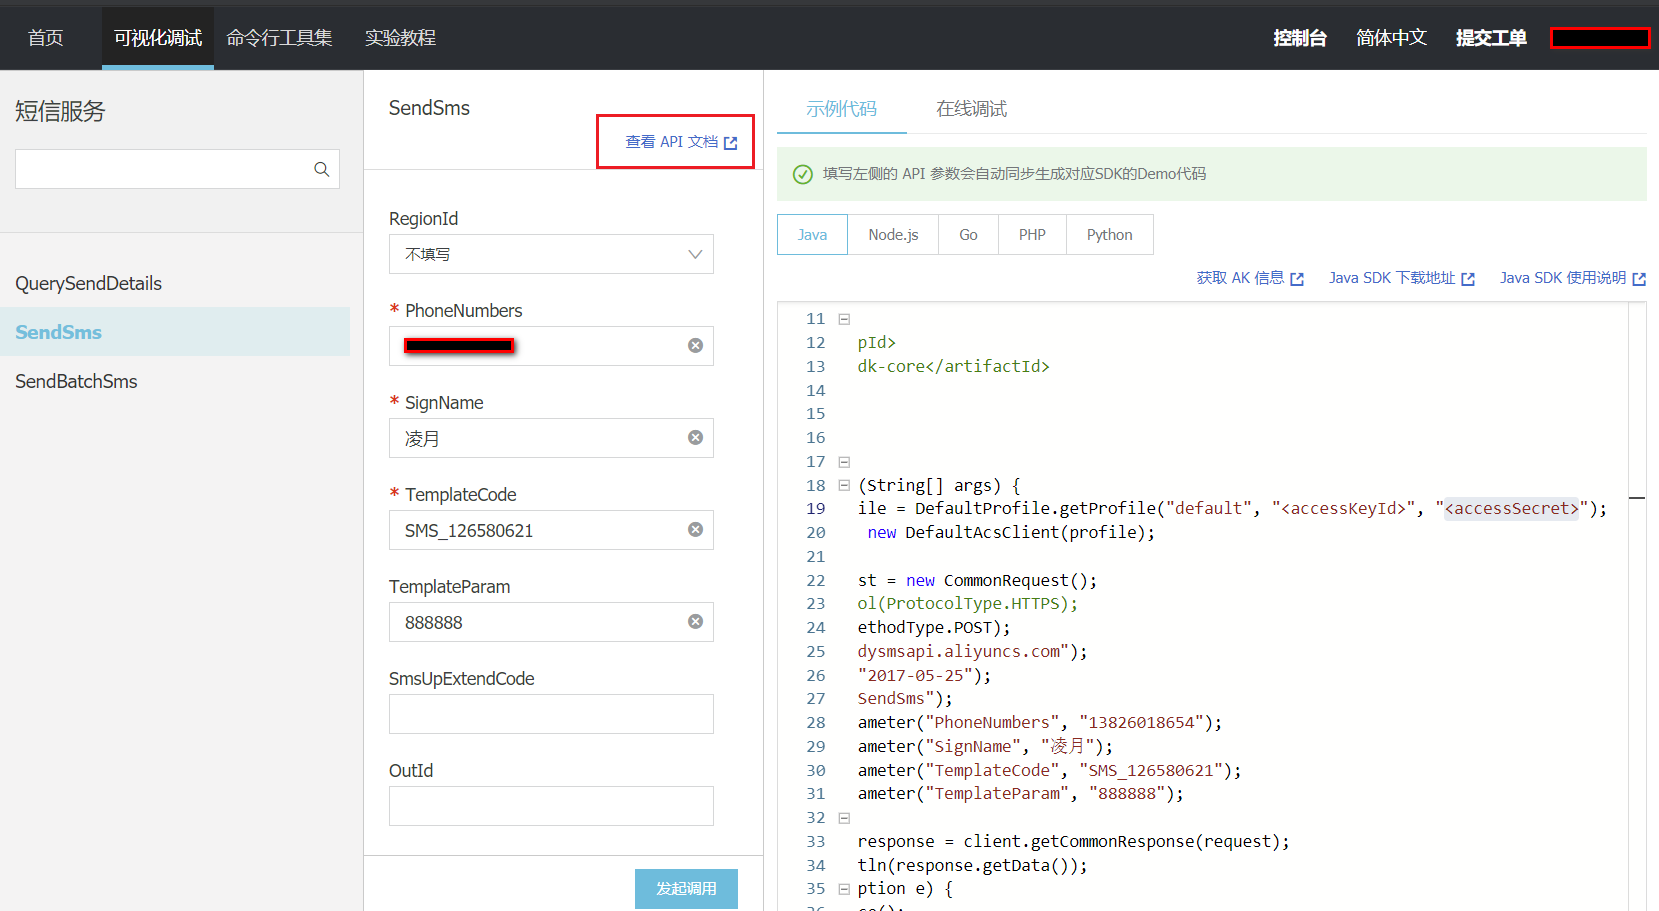 首页 可视化调试 命令行工具集 实验教程 控制台 简体中文 提交工单
短信服务
QuerySendDetails
SendSms
SendBatchSms
SendSms
查看 API 文档
RegionId
不填写
* PhoneNumbers
* SignName
凌月
* TemplateCode
SMS_126580621
TemplateParam
888888
SmsUpExtendCode
OutId
发起调用
示例代码 在线调试
填写左侧的 API 参数会自动同步生成对应SDK的Demo代码
Java Node.js Go PHP Python
获取 AK 信息 Java SDK 下载地址 Java SDK 使用说明
11
12 pId>
13 dk-core</artifactId>
14
15
16
17
18 (String[] args) {
19 ile = DefaultProfile.getProfile("default", "<accessKeyId>", "<accessSecret>");
20 new DefaultAcsClient(profile);
21
22 st = new CommonRequest();
23 ol(ProtocolType.HTTPS);
24 ethodType.POST);
25 dysmsapi.aliyuncs.com");
26 "2017-05-25");
27 SendSms");
28 ameter("PhoneNumbers", "13826018654");
29 ameter("SignName", "凌月");
30 ameter("TemplateCode", "SMS_126580621");
31 ameter("TemplateParam", "888888");
32
33 response = client.getCommonResponse(request);
34 tln(response.getData());
35 ption e) {